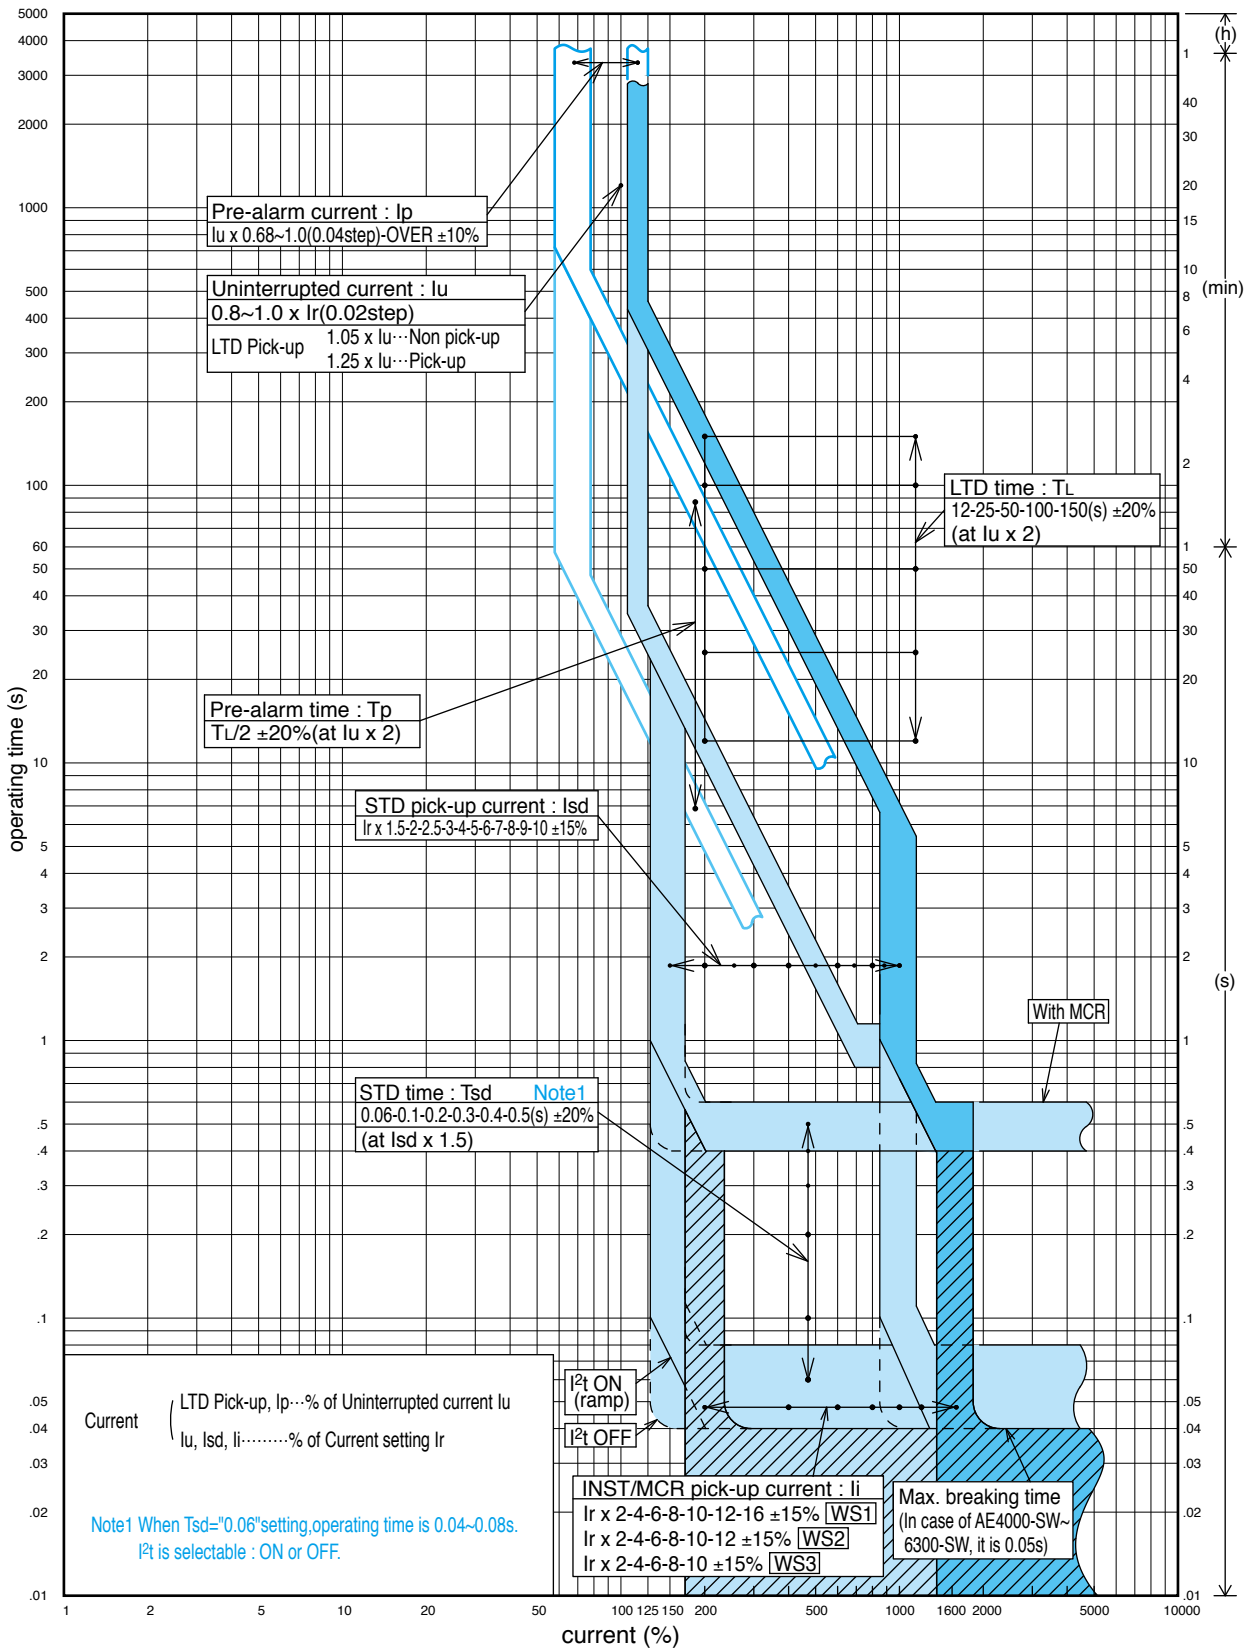 5000
4000
3000
2000
1000
500
400
300
200
100
60
50
40
30
20
10
5
4
3
2
1
.5
.4
.3
.2
.1
.05
.04
.03
.02
.01
operating time (s)
(h)
1
40
30
20
15
10
8
6
4
2
1
(min)
50
40
30
20
10
5
4
3
2
1
.5
.4
.3
.2
.1
.05
.04
.03
.02
.01
(s)
Pre-alarm current : Ip
Iu x 0.68~1.0(0.04step)-OVER ±10%
Uninterrupted current : Iu
0.8~1.0 x Ir(0.02step)
LTD Pick-up
1.05 x Iu···Non pick-up
1.25 x Iu···Pick-up
LTD time : TL
12-25-50-100-150(s) ±20%
(at Iu x 2)
Pre-alarm time : Tp
TL/2 ±20%(at Iu x 2)
STD pick-up current : Isd
Ir x 1.5-2-2.5-3-4-5-6-7-8-9-10 ±15%
With MCR
STD time : Tsd Note1
0.06-0.1-0.2-0.3-0.4-0.5(s) ±20%
(at Isd x 1.5)
I²t ON
(ramp)
I²t OFF
Current
LTD Pick-up, Ip···% of Uninterrupted current Iu
Iu, Isd, Ii·········% of Current setting Ir
Note1 When Tsd="0.06"setting,operating time is 0.04~0.08s.
I²t is selectable : ON or OFF.
INST/MCR pick-up current : Ii
Ir x 2-4-6-8-10-12-16 ±15% WS1
Ir x 2-4-6-8-10-12 ±15% WS2
Ir x 2-4-6-8-10 ±15% WS3
Max. breaking time
(In case of AE4000-SW~
6300-SW, it is 0.05s)
1 2 5 10 20 50 100 125 150 200 500 1000 1600 2000 5000 10000
current (%)